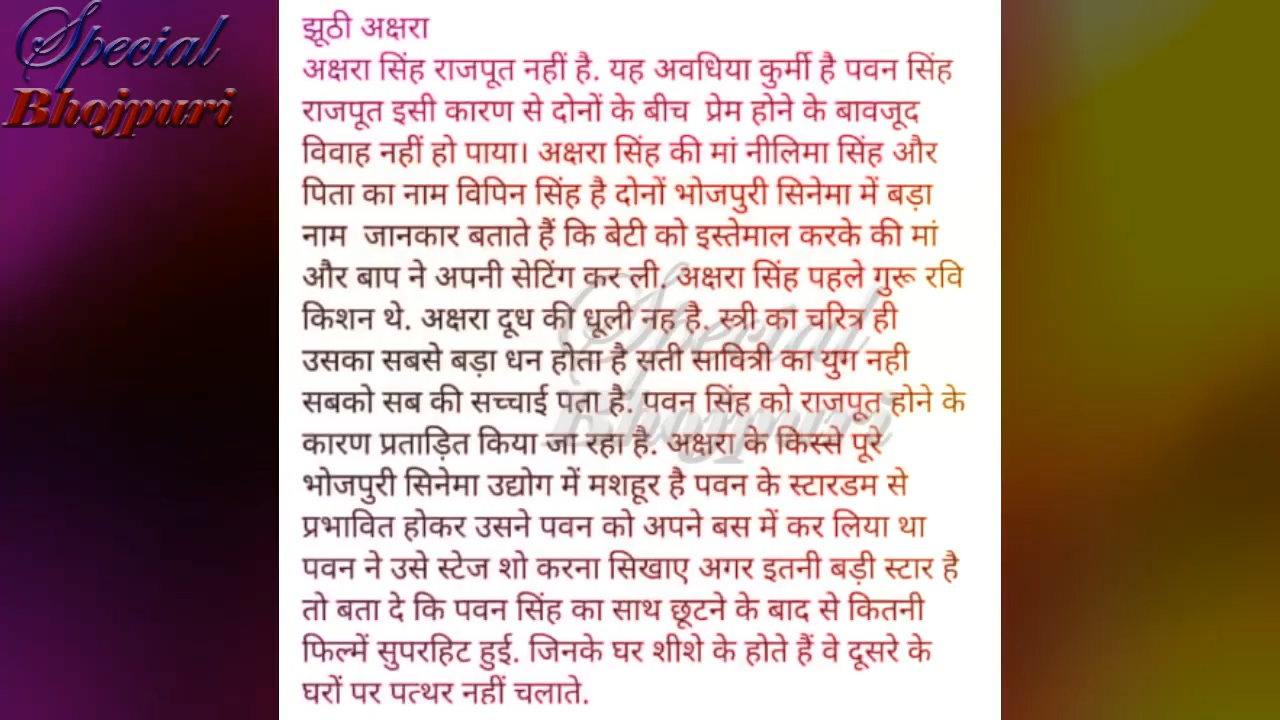 Special
Bhojpuri
झूठी अक्षरा
अक्षरा सिंह राजपूत नहीं है. यह अवधिया कुर्मी है पवन सिंह
राजपूत इसी कारण से दोनों के बीच प्रेम होने के बावजूद
विवाह नहीं हो पाया। अक्षरा सिंह की मां नीलिमा सिंह और
पिता का नाम विपिन सिंह है दोनों भोजपुरी सिनेमा में बड़ा
नाम जानकार बताते हैं कि बेटी को इस्तेमाल करके की मां
और बाप ने अपनी सेटिंग कर ली. अक्षरा सिंह पहले गुरू रवि
किशन थे. अक्षरा दूध की धूली नह है. स्त्री का चरित्र ही
उसका सबसे बड़ा धन होता है सती सावित्री का युग नही
सबको सब की सच्चाई पता है. पवन सिंह को राजपूत होने के
कारण प्रताड़ित किया जा रहा है. अक्षरा के किस्से पूरे
भोजपुरी सिनेमा उद्योग में मशहूर है पवन के स्टारडम से
प्रभावित होकर उसने पवन को अपने बस में कर लिया था
पवन ने उसे स्टेज शो करना सिखाए अगर इतनी बड़ी स्टार है
तो बता दे कि पवन सिंह का साथ छूटने के बाद से कितनी
फिल्में सुपरहिट हुई. जिनके घर शीशे के होते हैं वे दूसरे के
घरों पर पत्थर नहीं चलाते.
Special
Bhojpuri